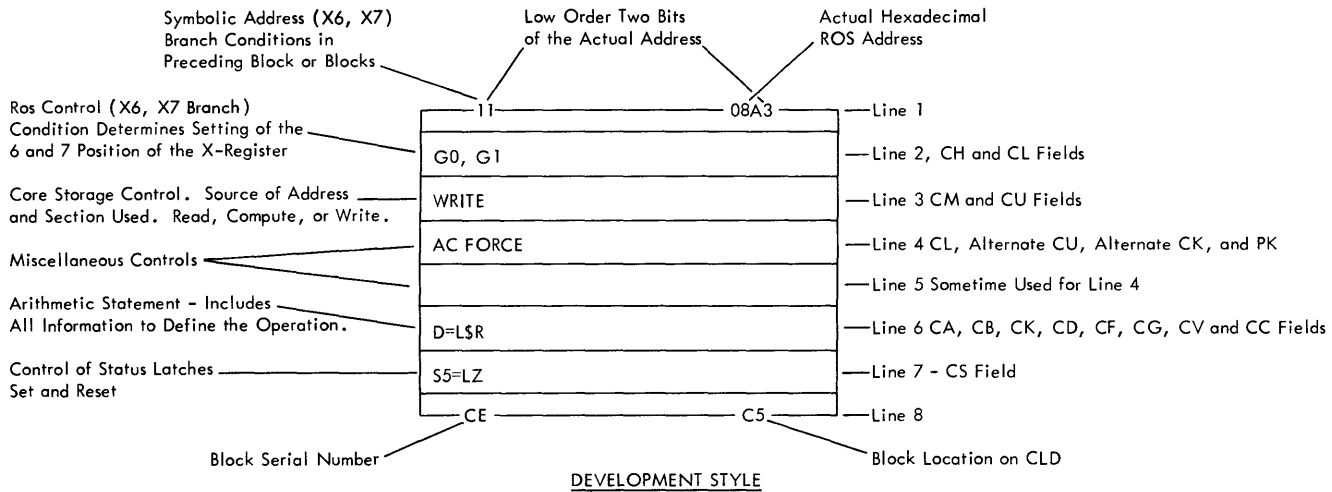 Symbolic Address (X6, X7)
Branch Conditions in
Preceding Block or Blocks
Low Order Two Bits
of the Actual Address
Actual Hexadecimal
ROS Address
Ros Control (X6, X7 Branch)
Condition Determines Setting of the
6 and 7 Position of the X-Register
11
08A3
Line 1
G0, G1
Line 2, CH and CL Fields
Core Storage Control. Source of Address
and Section Used. Read, Compute, or Write.
WRITE
Line 3 CM and CU Fields
Miscellaneous Controls
AC FORCE
Line 4 CL, Alternate CU, Alternate CK, and PK
Line 5 Sometime Used for Line 4
Arithmetic Statement - Includes
All Information to Define the Operation.
D=L$R
Line 6 CA, CB, CK, CD, CF, CG, CV and CC Fields
Control of Status Latches
Set and Reset
S5=LZ
Line 7 - CS Field
CE
C5
Line 8
Block Serial Number
Block Location on CLD
DEVELOPMENT STYLE